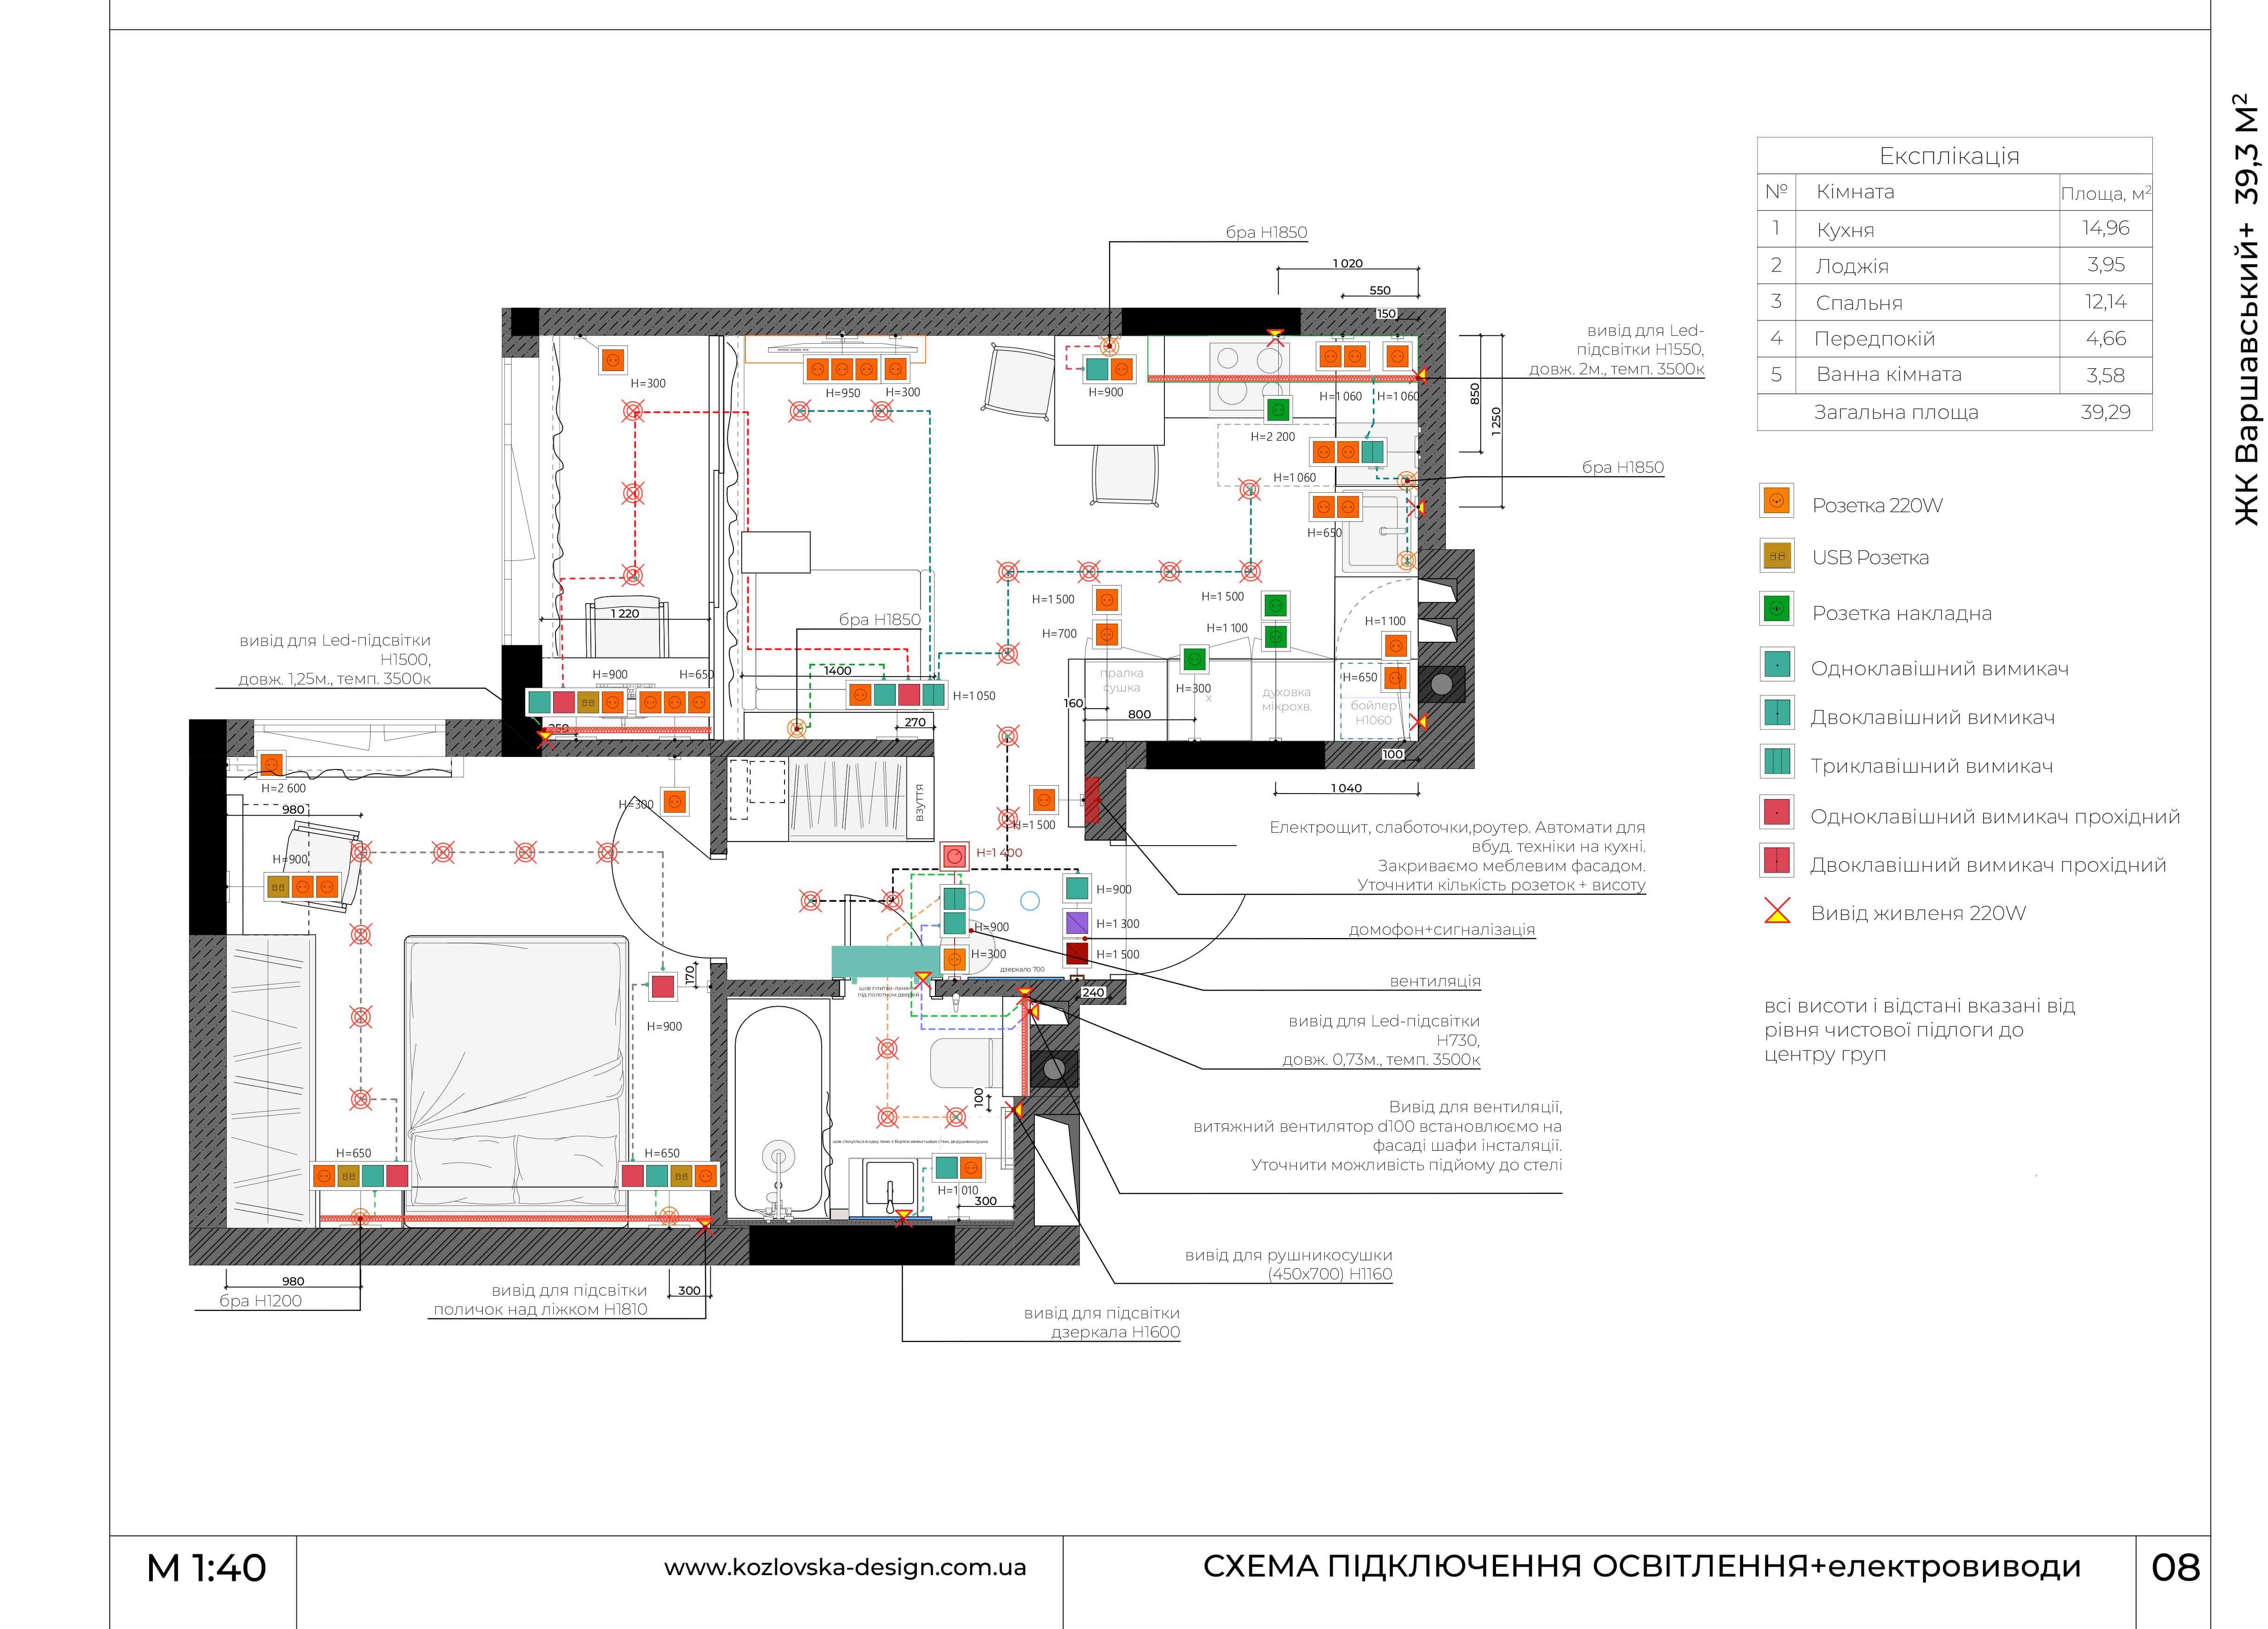 ЖК Варшавський+ 39,3 М²
Експлікація
№ Кімната Площа, м²
1 Кухня 14,96
2 Лоджія 3,95
3 Спальня 12,14
4 Передпокій 4,66
5 Ванна кімната 3,58
Загальна площа 39,29
Розетка 220W
USB Розетка
Розетка накладна
Одноклавішний вимикач
Двоклавішний вимикач
Триклавішний вимикач
Одноклавішний вимикач прохідний
Двоклавішний вимикач прохідний
Вивід живленя 220W
всі висоти і відстані вказані від
рівня чистової підлоги до
центру груп
бра Н1850
1 020
550
150
вивід для Led-
підсвітки Н1550,
довж. 2м., темп. 3500к
850
1 250
H=300
H=950
H=300
H=900
H=1 060
H=1 060
H=2 200
H=1 060
бра Н1850
H=650
H=1 500
H=700
H=1 500
H=1 100
H=1 100
H=650
1 220
бра Н1850
1400
вивід для Led-підсвітки
Н1500,
довж. 1,25м., темп. 3500к
H=900
H=650
H=1 050
250
270
пралка
сушка
H=300
х
духовка
мікрохв.
бойлер
Н1060
160
800
100
1 040
H=2 600
980
H=300
H=900
взуття
H=1 500
Електрощит, слаботочки,роутер. Автомати для
вбуд. техніки на кухні.
Закриваємо меблевим фасадом.
Уточнити кількість розеток + висоту
H=1 400
H=900
H=1 300
H=1 500
H=900
H=300
дзеркало 700
домофон+сигналізація
вентиляція
170
H=900
шов плитка-ламін
під полотном двери
240
вивід для Led-підсвітки
Н730,
довж. 0,73м., темп. 3500к
100
Вивід для вентиляції,
витяжний вентилятор d100 встановлюємо на
фасаді шафи інсталяції.
Уточнити можливість підйому до стелі
H=650
H=650
H=1 010
300
вивід для рушникосушки
(450х700) Н1160
980
бра Н1200
вивід для підсвітки
поличок над ліжком Н1810
300
вивід для підсвітки
дзеркала Н1600
М 1:40
www.kozlovska-design.com.ua
СХЕМА ПІДКЛЮЧЕННЯ ОСВІТЛЕННЯ+електровиводи
08